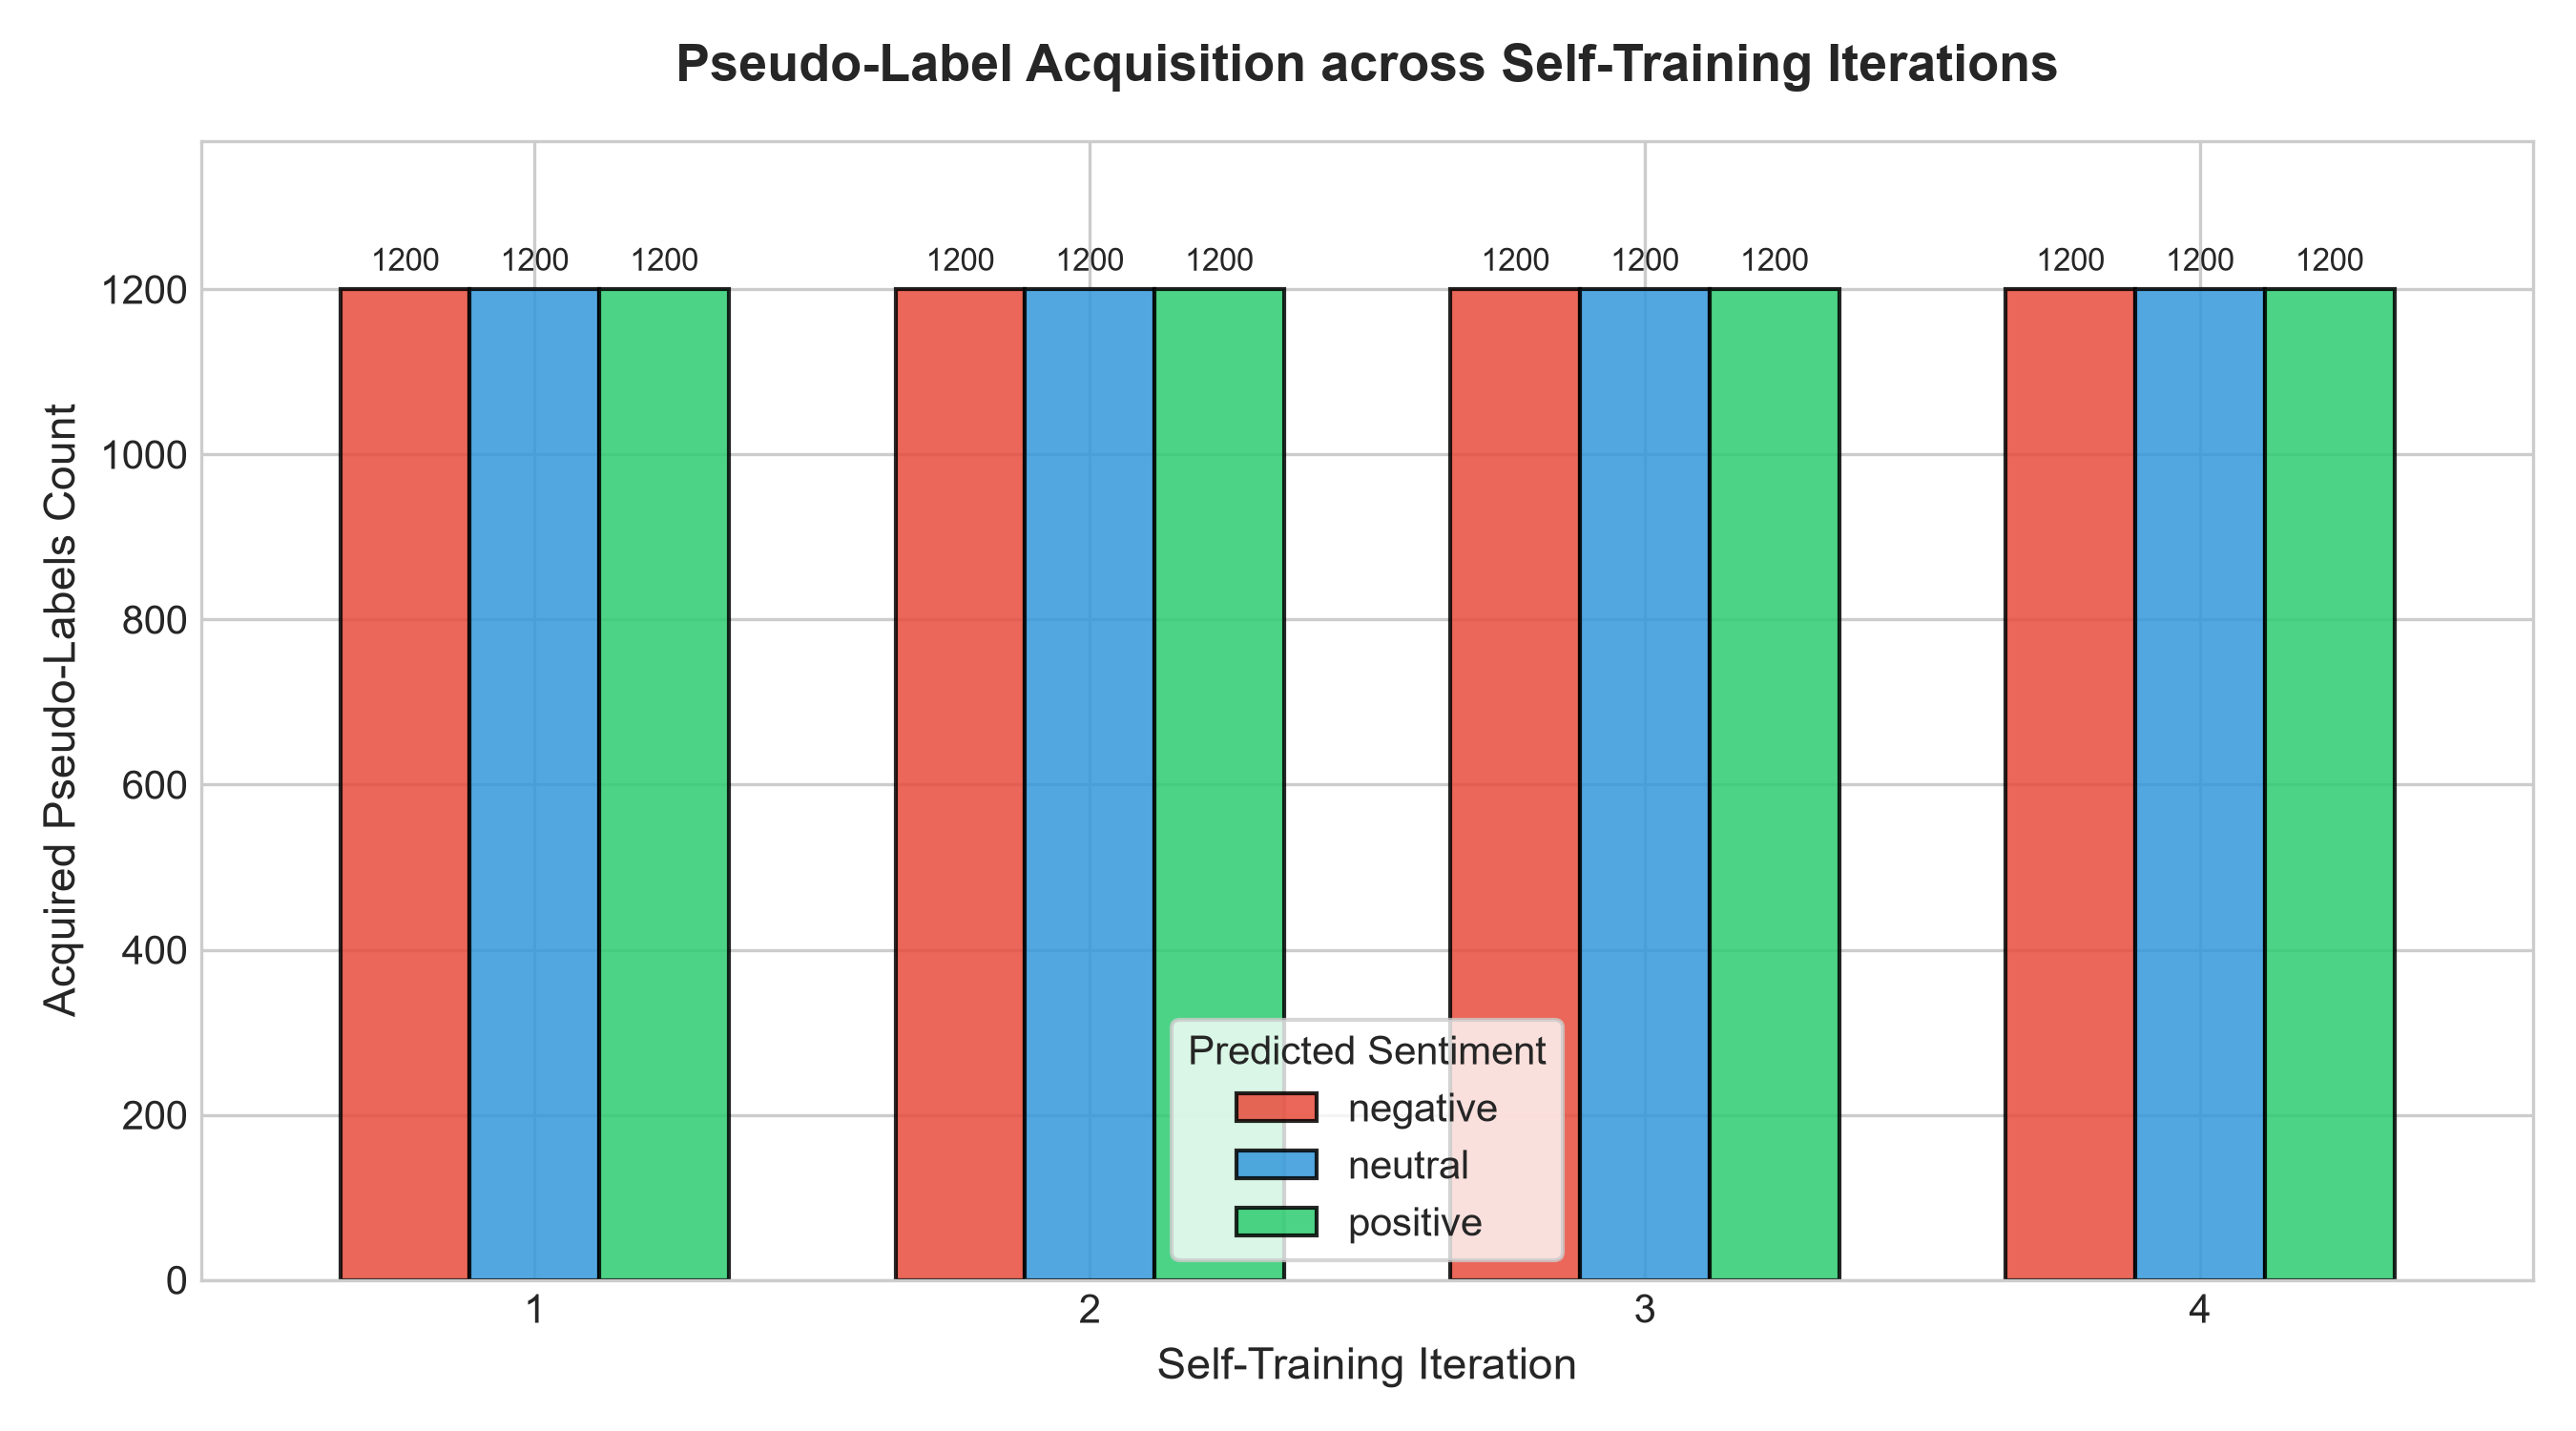 Pseudo-Label Acquisition across Self-Training Iterations
1200 1200 1200 1200 1200 1200 1200 1200 1200 1200 1200 1200
Acquired Pseudo-Labels Count
1200
1000
800
600
400
200
0
Predicted Sentiment
negative
neutral
positive
1 2 3 4
Self-Training Iteration